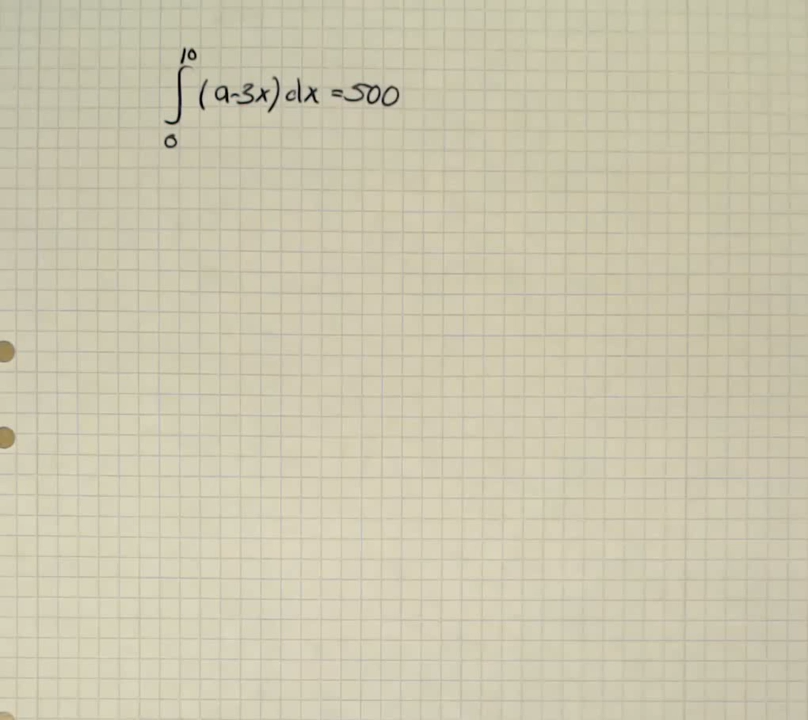 ∫₀¹⁰ (a-3x) dx = 500